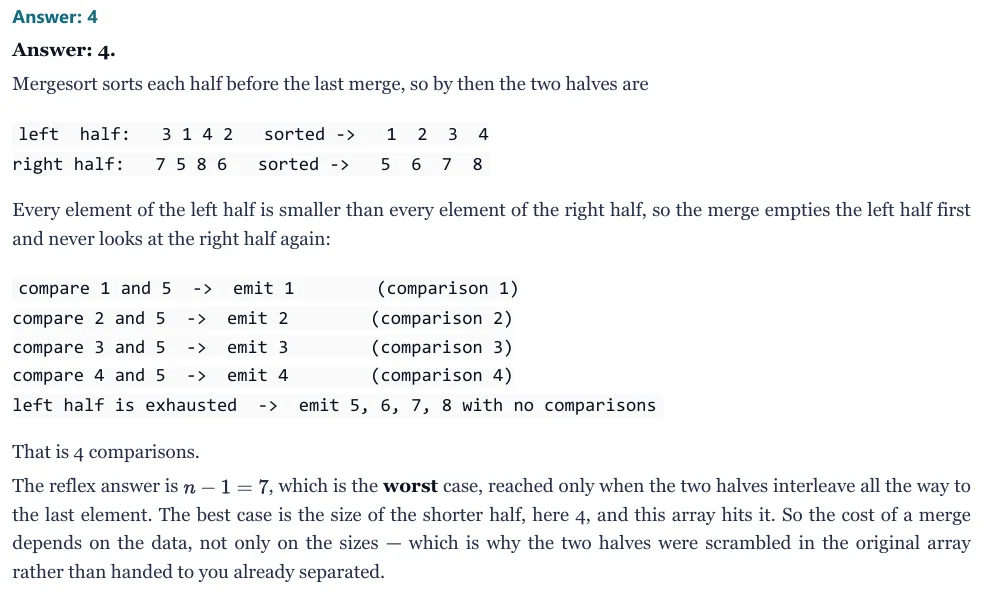 Answer: 4
Answer: 4.
Mergesort sorts each half before the last merge, so by then the two halves are
left  half:   3 1 4 2   sorted ->   1  2  3  4
right half:   7 5 8 6   sorted ->   5  6  7  8
Every element of the left half is smaller than every element of the right half, so the merge empties the left half first
and never looks at the right half again:
compare 1 and 5  ->  emit 1        (comparison 1)
compare 2 and 5  ->  emit 2        (comparison 2)
compare 3 and 5  ->  emit 3        (comparison 3)
compare 4 and 5  ->  emit 4        (comparison 4)
left half is exhausted  ->  emit 5, 6, 7, 8 with no comparisons
That is 4 comparisons.
The reflex answer is n − 1 = 7, which is the worst case, reached only when the two halves interleave all the way to
the last element. The best case is the size of the shorter half, here 4, and this array hits it. So the cost of a merge
depends on the data, not only on the sizes — which is why the two halves were scrambled in the original array
rather than handed to you already separated.